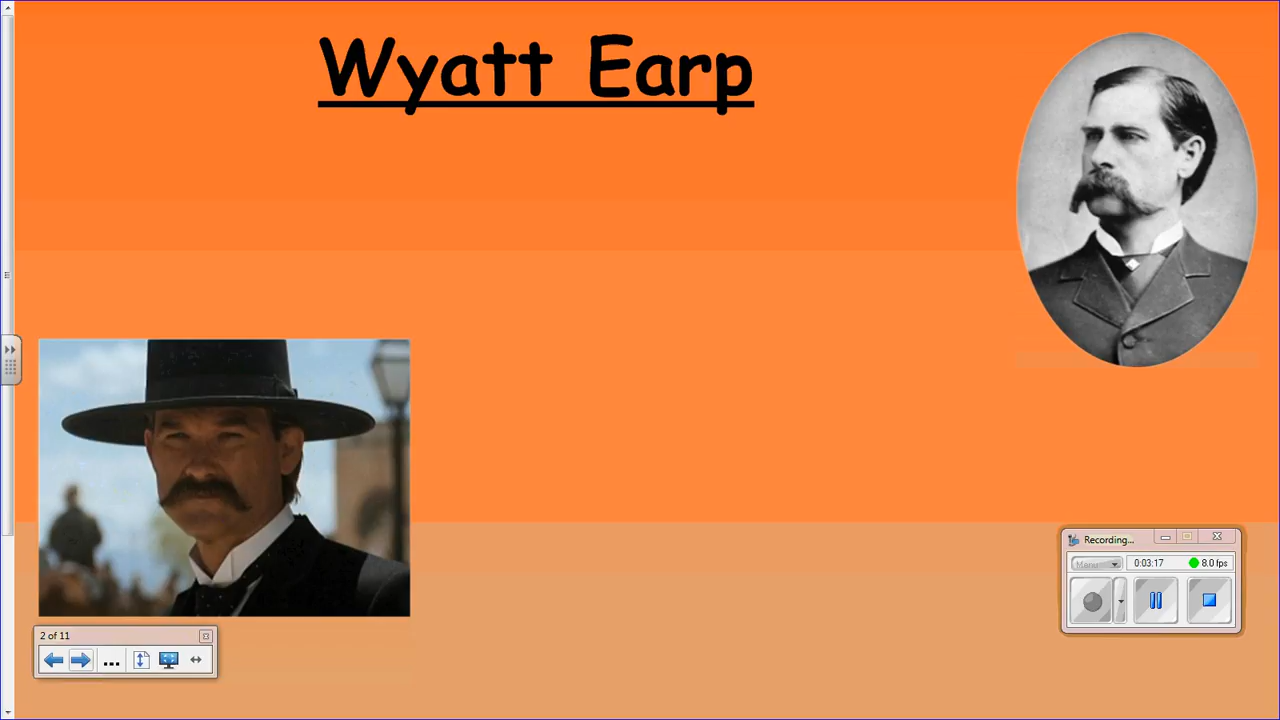 Wyatt Earp
Recording...
Menu
0:03:17
8.0 fps
2 of 11
...